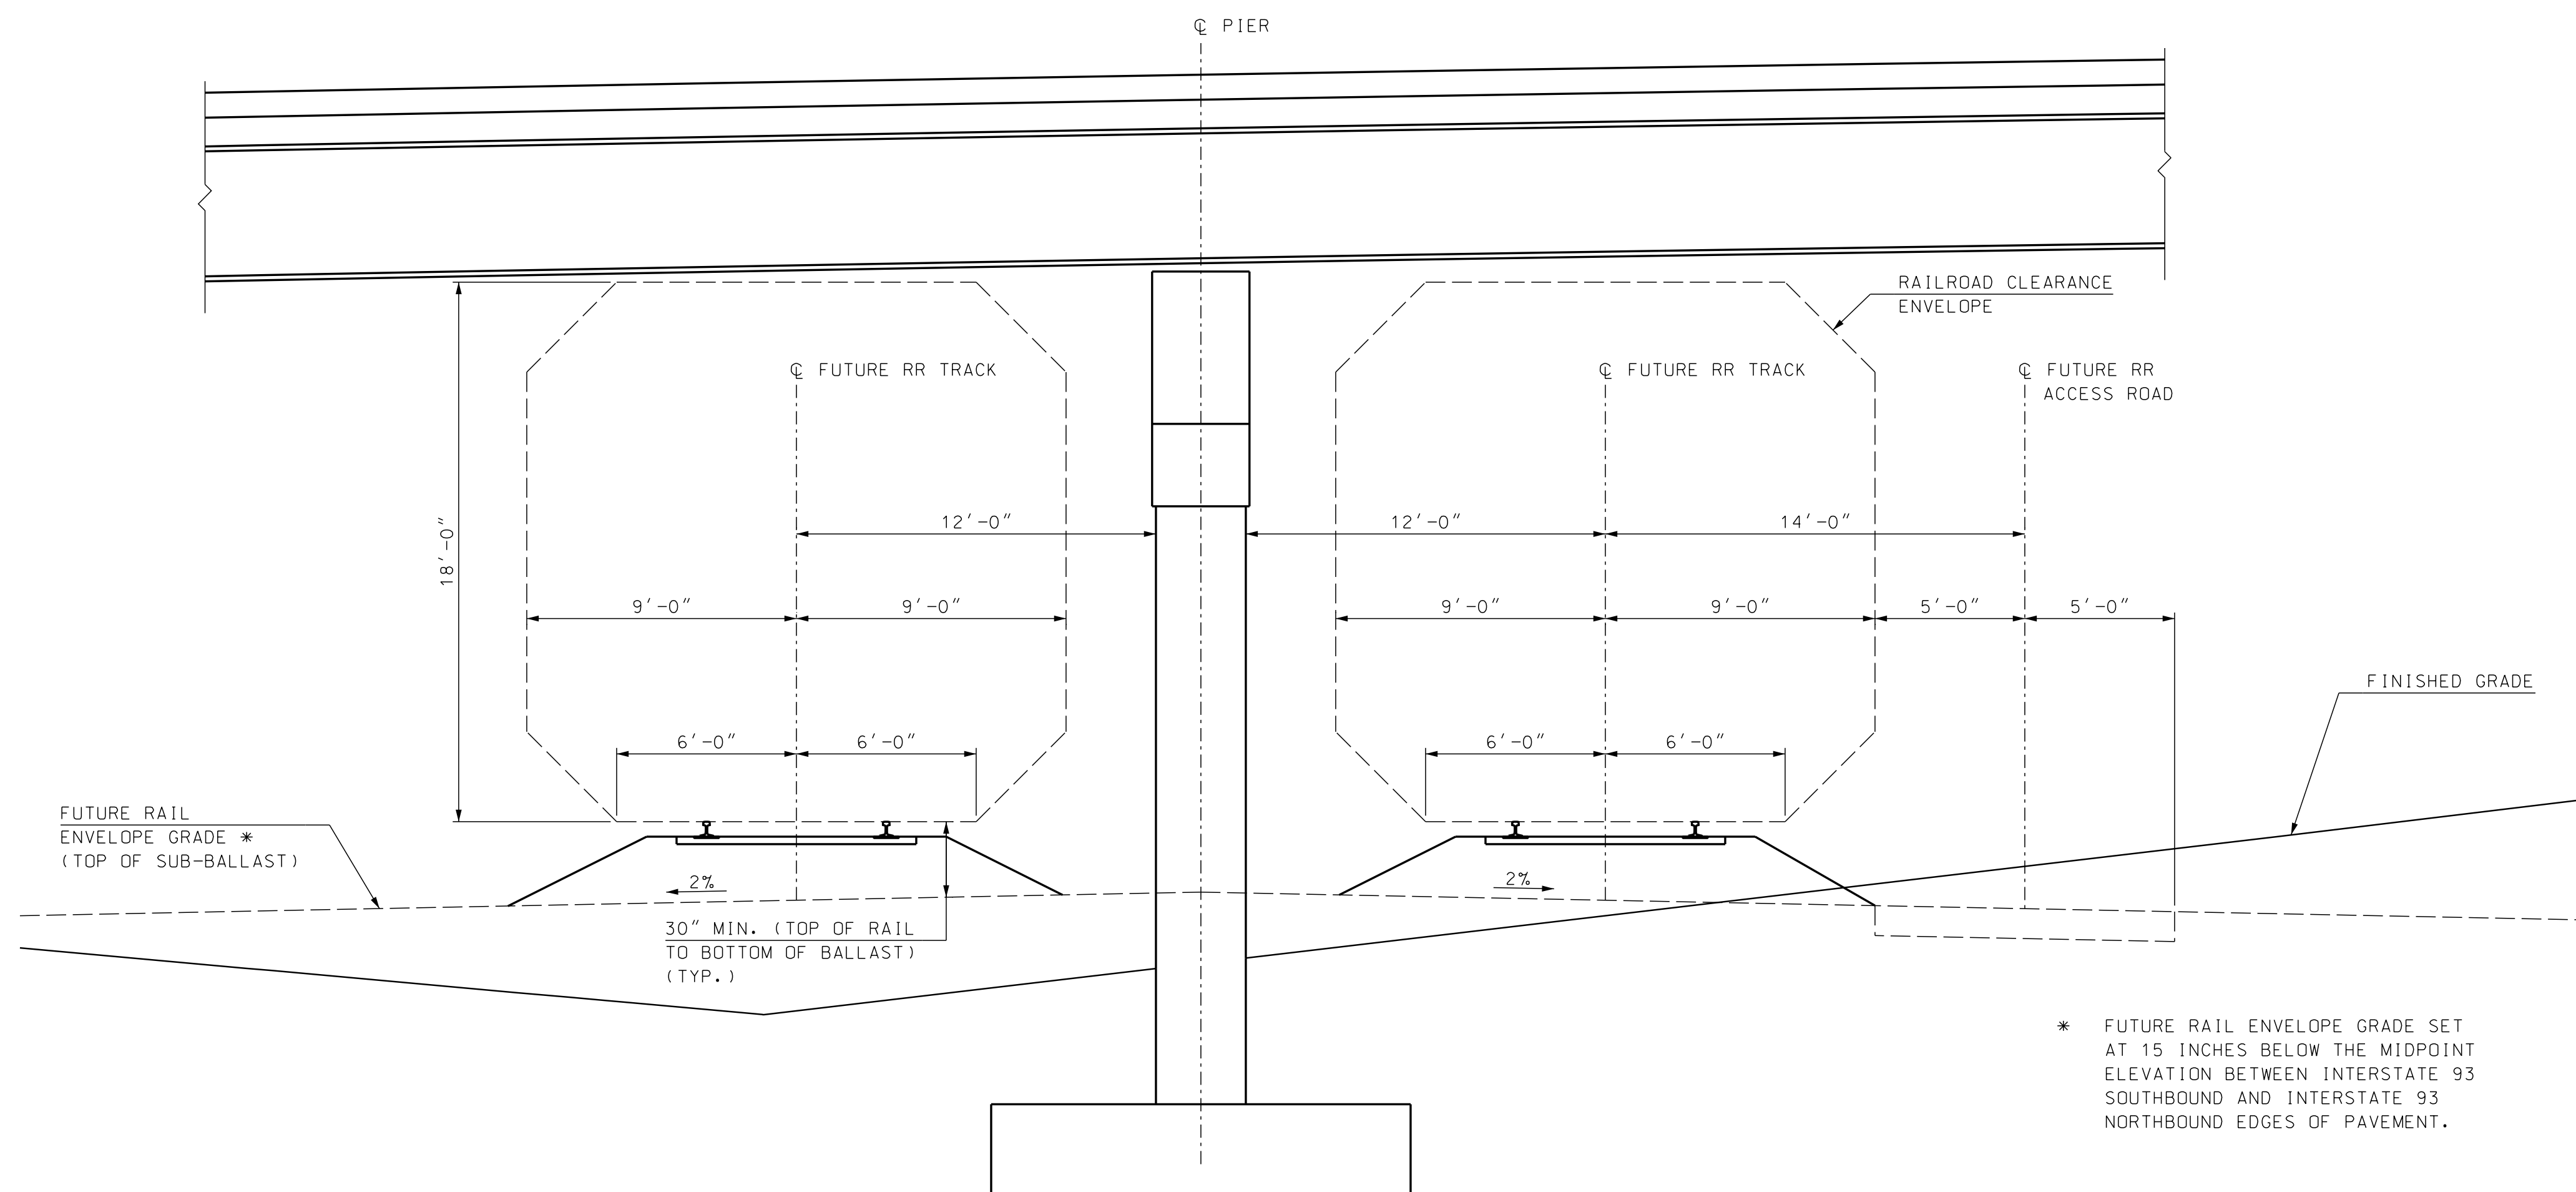 ℄ PIER
RAILROAD CLEARANCE
ENVELOPE
℄ FUTURE RR TRACK
℄ FUTURE RR TRACK
℄ FUTURE RR
ACCESS ROAD
18'-0"
12'-0"
12'-0"
14'-0"
9'-0"
9'-0"
9'-0"
9'-0"
5'-0"
5'-0"
FINISHED GRADE
6'-0"
6'-0"
6'-0"
6'-0"
FUTURE RAIL
ENVELOPE GRADE *
(TOP OF SUB-BALLAST)
2%
2%
30" MIN. (TOP OF RAIL
TO BOTTOM OF BALLAST)
(TYP.)
* FUTURE RAIL ENVELOPE GRADE SET
AT 15 INCHES BELOW THE MIDPOINT
ELEVATION BETWEEN INTERSTATE 93
SOUTHBOUND AND INTERSTATE 93
NORTHBOUND EDGES OF PAVEMENT.